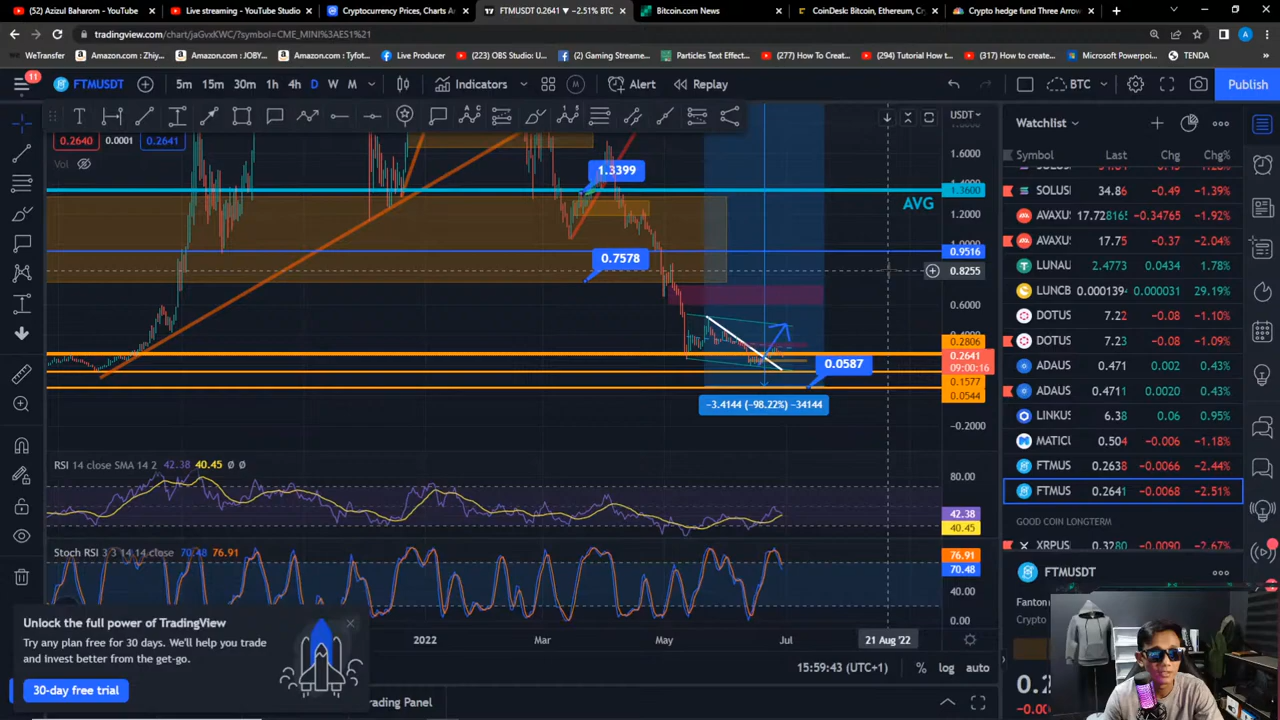 (52) Azizul Baharom - YouTube
Live streaming - YouTube Studio
Cryptocurrency Prices, Charts A
FTMUSDT 0.2641 ▼ −2.51% BTC
Bitcoin.com News
CoinDesk: Bitcoin, Ethereum, C
Crypto hedge fund Three Arrow
tradingview.com/chart/jaGvxKWC/?symbol=CME_MINI%3AES1%21
WeTransfer
Amazon.com : Zhiy...
Amazon.com : JOBY...
Amazon.com : Tyfot...
Live Producer
(223) OBS Studio: U...
(2) Gaming Stream...
Particles Text Effect...
(277) How To Creat...
(294) Tutorial How T...
(317) How to creat...
Microsoft Powerpoi...
TENDA
11
FTMUSDT
5m 15m 30m 1h 4h D W M
Indicators
Alert
Replay
BTC
Publish
0.2640 0.0001 0.2641
Vol
USDT
1.6000
1.3600
1.2000
0.9516
0.8255
0.6000
0.2806
0.2641
09:00:16
0.1577
0.0544
−0.2000
1.3399
AVG
0.7578
0.0587
−3.4144 (−98.22%) −34144
RSI 14 close SMA 14 2 42.38 40.45 Ø Ø
80.00
42.38
40.45
Stoch RSI 3 3 14 14 close 70.48 76.91
76.91
70.48
40.00
0.00
2022 Mar May Jul 21 Aug '22
15:59:43 (UTC+1) % log auto
Unlock the full power of TradingView
Try any plan free for 30 days. We'll help you trade
and invest better from the get-go.
30-day free trial
rading Panel
Watchlist
Symbol Last Chg Chg%
SOLUS 34.86 −0.49 −1.39%
AVAXU 17.728165 −0.34765 −1.92%
AVAXU 17.75 −0.37 −2.04%
LUNAU 2.4773 0.0434 1.78%
LUNCB 0.0001394 0.000031 29.19%
DOTUS 7.22 −0.08 −1.10%
DOTUS 7.23 −0.08 −1.09%
ADAUS 0.471 0.002 0.43%
ADAUS 0.4711 0.0020 0.43%
LINKUS 6.38 0.06 0.95%
MATICU 0.504 −0.006 −1.18%
FTMUS 0.2638 −0.0066 −2.44%
FTMUS 0.2641 −0.0068 −2.51%
GOOD COIN LONGTERM
XRPUS 0.3280 −0.0090 −2.67%
FTMUSDT